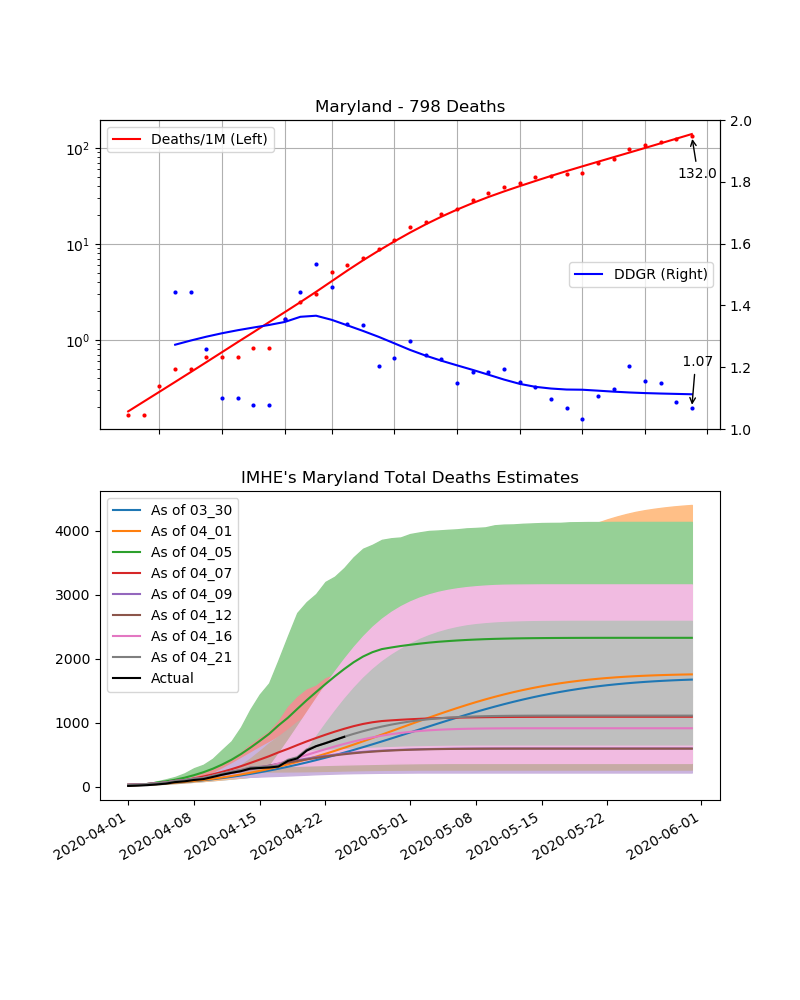 Maryland - 798 Deaths
Deaths/1M (Left)
DDGR (Right)
132.0
1.07
10²
10¹
10⁰
2.0
1.8
1.6
1.4
1.2
1.0
IMHE's Maryland Total Deaths Estimates
As of 03_30
As of 04_01
As of 04_05
As of 04_07
As of 04_09
As of 04_12
As of 04_16
As of 04_21
Actual
4000
3000
2000
1000
0
2020-04-01
2020-04-08
2020-04-15
2020-04-22
2020-05-01
2020-05-08
2020-05-15
2020-05-22
2020-06-01